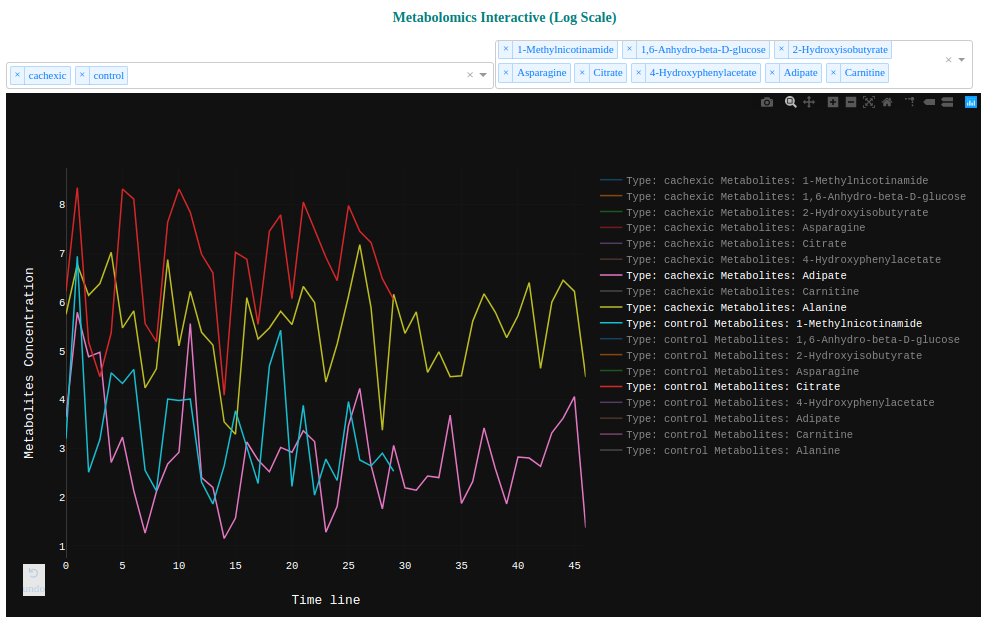 Metabolomics Interactive (Log Scale)
× 1-Methylnicotinamide × 1,6-Anhydro-beta-D-glucose × 2-Hydroxyisobutyrate
× cachexic × control ×
× Asparagine × Citrate × 4-Hydroxyphenylacetate × Adipate × Carnitine ×
Type: cachexic Metabolites: 1-Methylnicotinamide
Type: cachexic Metabolites: 1,6-Anhydro-beta-D-glucose
Type: cachexic Metabolites: 2-Hydroxyisobutyrate
Type: cachexic Metabolites: Asparagine
Type: cachexic Metabolites: Citrate
Type: cachexic Metabolites: 4-Hydroxyphenylacetate
Type: cachexic Metabolites: Adipate
Type: cachexic Metabolites: Carnitine
Type: cachexic Metabolites: Alanine
Type: control Metabolites: 1-Methylnicotinamide
Type: control Metabolites: 1,6-Anhydro-beta-D-glucose
Type: control Metabolites: 2-Hydroxyisobutyrate
Type: control Metabolites: Asparagine
Type: control Metabolites: Citrate
Type: control Metabolites: 4-Hydroxyphenylacetate
Type: control Metabolites: Adipate
Type: control Metabolites: Carnitine
Type: control Metabolites: Alanine
Metabolites Concentration
8
7
6
5
4
3
2
1
0 5 10 15 20 25 30 35 40 45
Time line